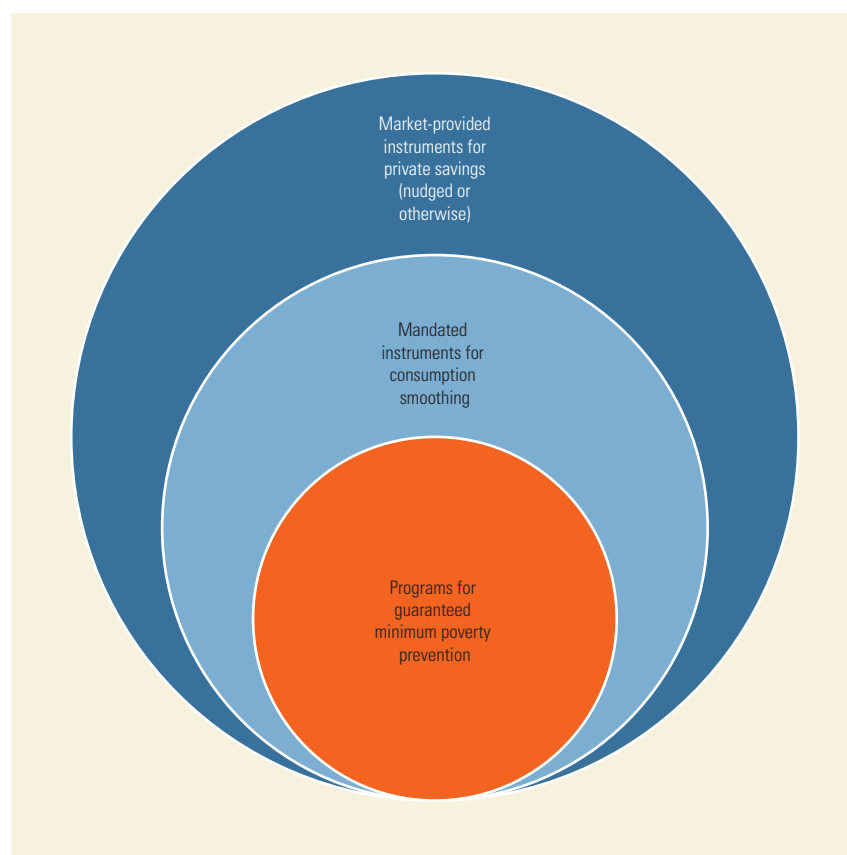 Market-provided
instruments for
private savings
(nudged or
otherwise)
Mandated
instruments for
consumption
smoothing
Programs for
guaranteed
minimum poverty
prevention